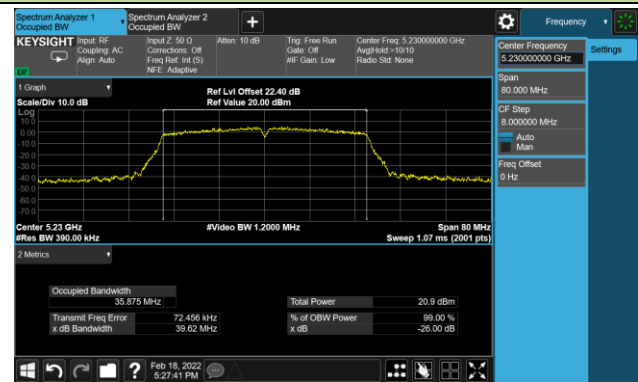 Spectrum Analyzer 1
Occupied BW
Spectrum Analyzer 2
Occupied BW
+
Frequency
KEYSIGHT
Input: RF
Coupling: AC
Align: Auto
Input Z: 50 Ω
Corrections: Off
Freq Ref: Int (S)
NFE: Adaptive
Atten: 10 dB
Trig: Free Run
Gate: Off
#IF Gain: Low
Center Freq: 5.230000000 GHz
Avg|Hold:>10/10
Radio Std: None
Center Frequency
5.230000000 GHz
Settings
Span
80.000 MHz
CF Step
8.000000 MHz
Auto
Man
Freq Offset
0 Hz
1 Graph
Scale/Div 10.0 dB
Ref Lvl Offset 22.40 dB
Ref Value 20.00 dBm
Log
10.0
0.00
-10.0
-20.0
-30.0
-40.0
-50.0
-60.0
-70.0
Center 5.23 GHz
#Res BW 390.00 kHz
#Video BW 1.2000 MHz
Span 80 MHz
Sweep 1.07 ms (2001 pts)
2 Metrics
Occupied Bandwidth
35.875 MHz
Total Power 20.9 dBm
Transmit Freq Error 72.456 kHz
% of OBW Power 99.00 %
x dB Bandwidth 39.62 MHz
x dB -26.00 dB
?
Feb 18, 2022
5:27:41 PM